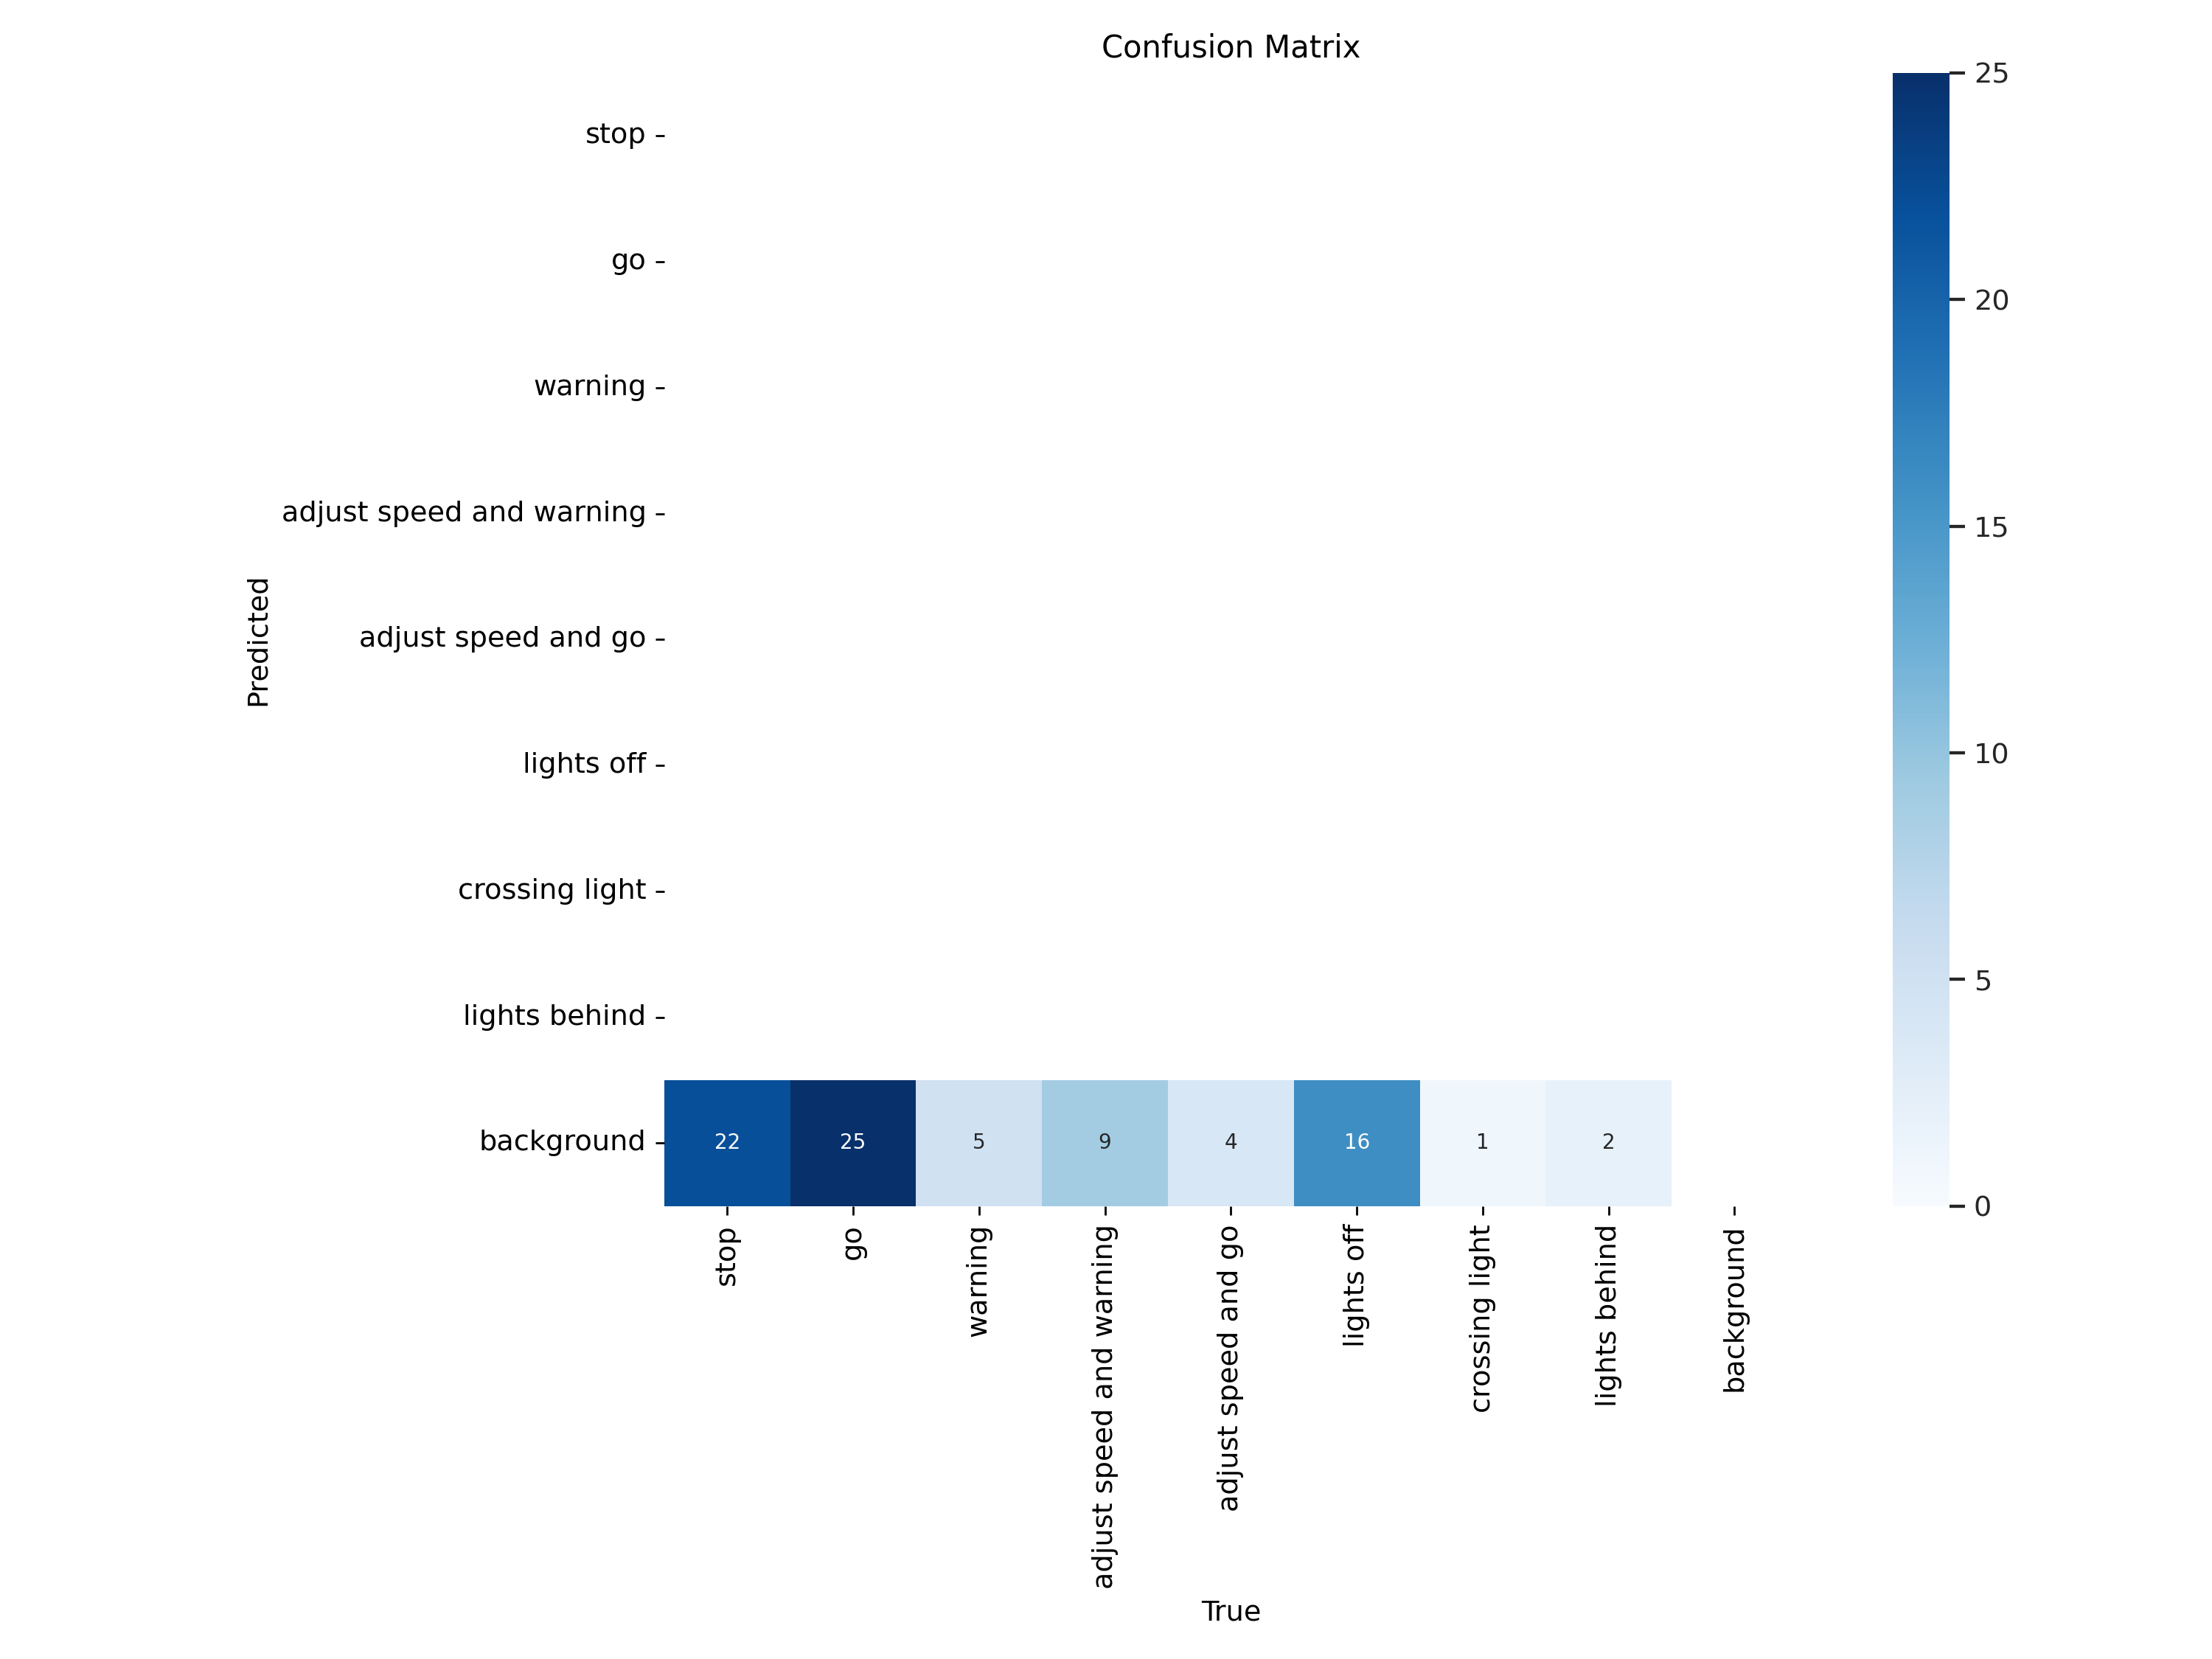 Confusion Matrix
stop
go
warning
adjust speed and warning
adjust speed and go
lights off
crossing light
lights behind
background
Predicted
22 25 5 9 4 16 1 2
stop
go
warning
adjust speed and warning
adjust speed and go
lights off
crossing light
lights behind
background
True
25
20
15
10
5
0